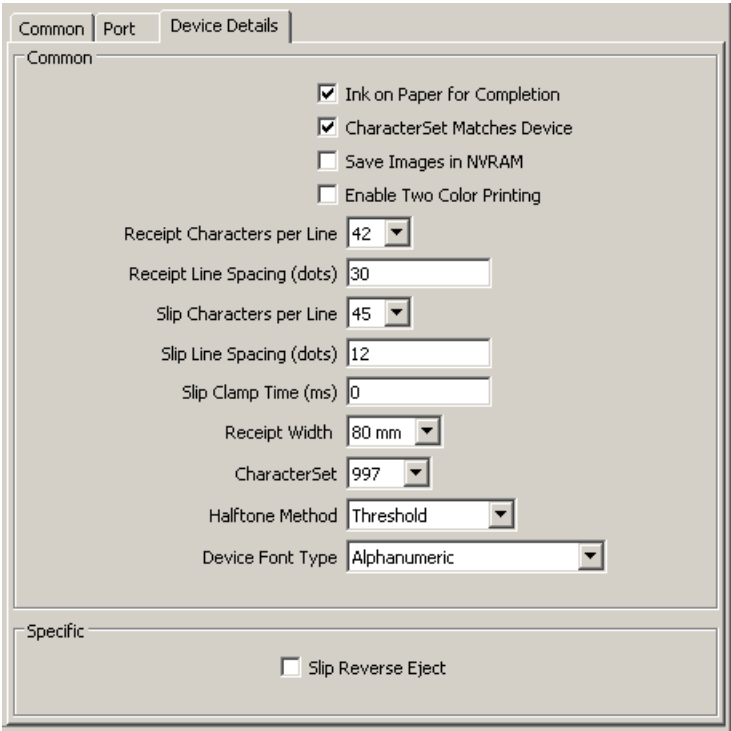 Common Port Device Details
Common
Ink on Paper for Completion
CharacterSet Matches Device
Save Images in NVRAM
Enable Two Color Printing
Receipt Characters per Line 42
Receipt Line Spacing (dots) 30
Slip Characters per Line 45
Slip Line Spacing (dots) 12
Slip Clamp Time (ms) 0
Receipt Width 80 mm
CharacterSet 997
Halftone Method Threshold
Device Font Type Alphanumeric
Specific
Slip Reverse Eject